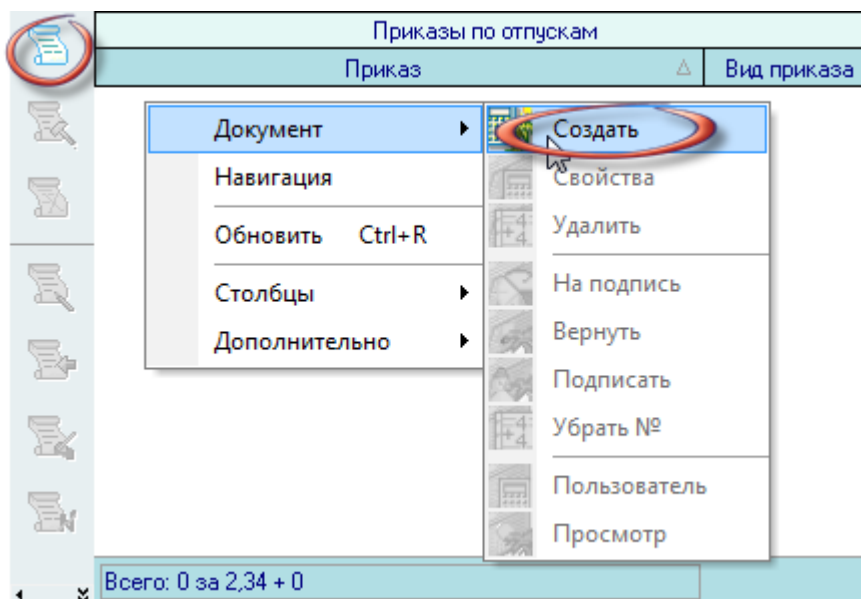 Приказы по отпускам
Приказ Вид приказа
Документ
Навигация
Обновить Ctrl+R
Столбцы
Дополнительно
Создать
Свойства
Удалить
На подпись
Вернуть
Подписать
Убрать №
Пользователь
Просмотр
Всего: 0 за 2,34 + 0